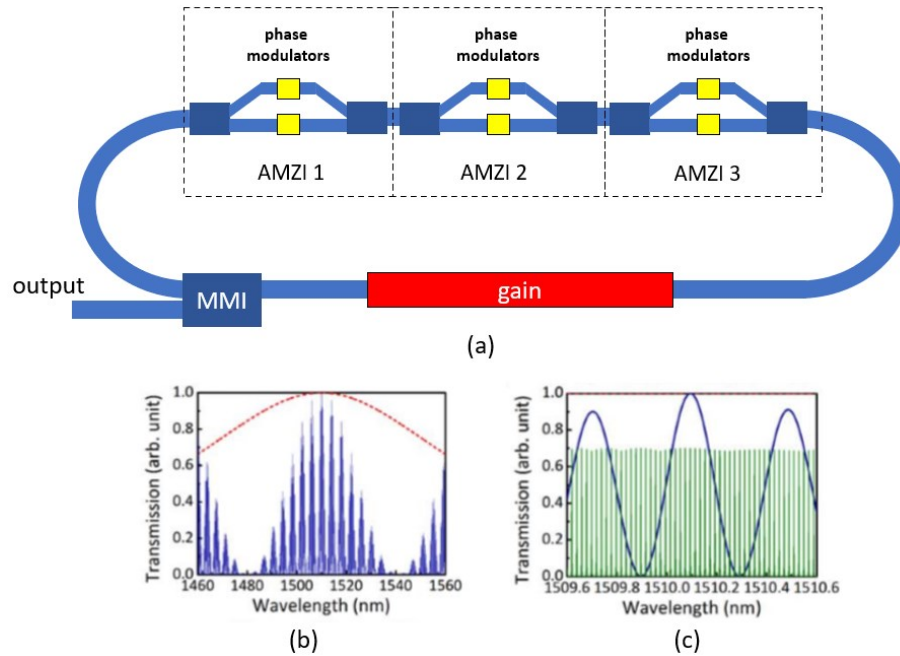 phase
modulators
phase
modulators
phase
modulators
AMZI 1
AMZI 2
AMZI 3
output
MMI
gain
(a)
Transmission (arb. unit)
1.0
0.8
0.6
0.4
0.2
0.0
1460
1480
1500
1520
1540
1560
Wavelength (nm)
(b)
Transmission (arb. unit)
1.0
0.8
0.6
0.4
0.2
0.0
1509.6
1509.8
1510.0
1510.2
1510.4
1510.6
Wavelength (nm)
(c)